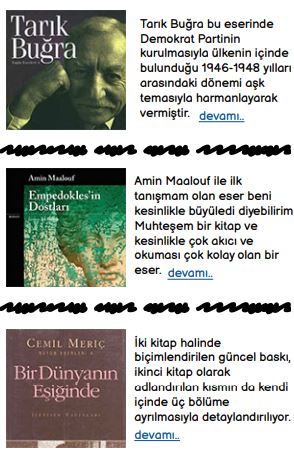 Tarık
Buğra
Tarık Buğra bu eserinde
Demokrat Partinin
kurulmasıyla ülkenin içinde
bulunduğu 1946-1948 yılları
arasındaki dönemi aşk
temasıyla harmanlayarak
vermiştir. devamı..
Amin Maalouf
Empedokles'in
Dostları
Amin Maalouf ile ilk
tanışmam olan eser beni
kesinlikle büyüledi diyebilirim
Muhteşem bir kitap ve
kesinlikle çok akıcı ve
okuması çok kolay olan bir
eser. devamı..
CEMİL MERİÇ
Bir Dünyanın
Eşiğinde
İLETİŞİM YAYINLARI
İki kitap halinde
biçimlendirilen güncel baskı,
ikinci kitap olarak
adlandırılan kısmın da kendi
içinde üç bölüme
ayrılmasıyla detaylandırılıyor.
devamı..